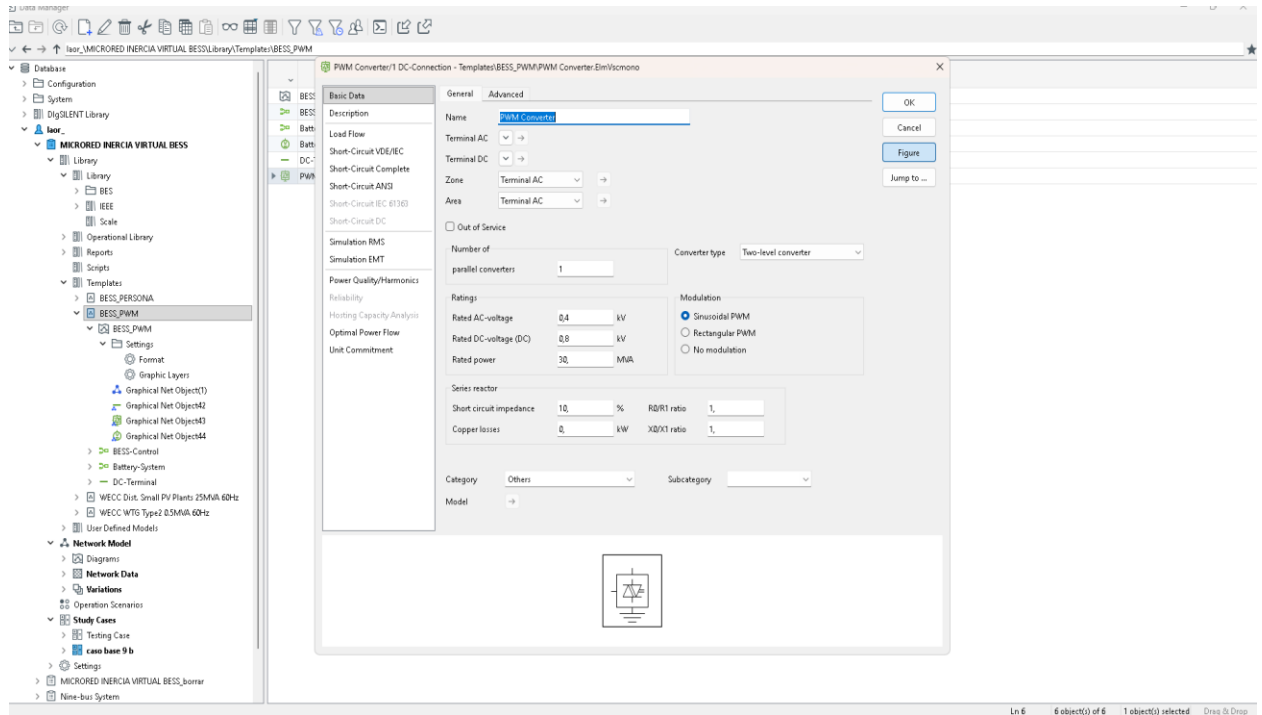 Data Manager
laor_\MICRORED INERCIA VIRTUAL BESS\Library\Templates\BESS_PWM
Database
Configuration
System
DIgSILENT Library
laor_
MICRORED INERCIA VIRTUAL BESS
Library
Library
BES
IEEE
Scale
Operational Library
Reports
Scripts
Templates
BESS_PERSONA
BESS_PWM
BESS_PWM
Settings
Format
Graphic Layers
Graphical Net Object(1)
Graphical Net Object42
Graphical Net Object43
Graphical Net Object44
BESS-Control
Battery-System
DC-Terminal
WECC Dist. Small PV Plants 25MVA 60Hz
WECC WTG Type2 0.5MVA 60Hz
User Defined Models
Network Model
Diagrams
Network Data
Variations
Operation Scenarios
Study Cases
Testing Case
caso base 9 b
Settings
MICRORED INERCIA VIRTUAL BESS_borrar
Nine-bus System
BESS
BESS
Batt
Batt
DC-
PWM
PWM Converter/1 DC-Connection - Templates\BESS_PWM\PWM Converter.ElmVscmono
Basic Data
Description
Load Flow
Short-Circuit VDE/IEC
Short-Circuit Complete
Short-Circuit ANSI
Short-Circuit IEC 61363
Short-Circuit DC
Simulation RMS
Simulation EMT
Power Quality/Harmonics
Reliability
Hosting Capacity Analysis
Optimal Power Flow
Unit Commitment
General Advanced
Name PWM Converter
Terminal AC
Terminal DC
Zone Terminal AC
Area Terminal AC
Out of Service
Number of
parallel converters 1
Converter type Two-level converter
Ratings
Rated AC-voltage 0,4 kV
Rated DC-voltage (DC) 0,8 kV
Rated power 30, MVA
Modulation
Sinusoidal PWM
Rectangular PWM
No modulation
Series reactor
Short circuit impedance 10, % R0/R1 ratio 1,
Copper losses 0, kW X0/X1 ratio 1,
Category Others Subcategory
Model
OK
Cancel
Figure
Jump to ...
Ln 6 6 object(s) of 6 1 object(s) selected Drag & Drop